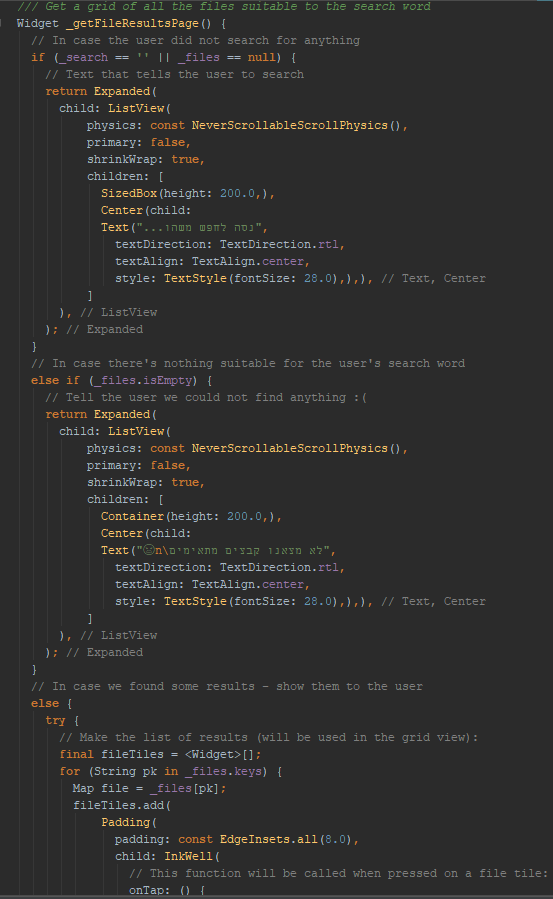 /// Get a grid of all the files suitable to the search word
Widget _getFileResultsPage() {
// In case the user did not search for anything
if (_search == '' || _files == null) {
// Text that tells the user to search
return Expanded(
child: ListView(
physics: const NeverScrollableScrollPhysics(),
primary: false,
shrinkWrap: true,
children: [
SizedBox(height: 200.0,),
Center(child:
Text("נסה לחפש משהו...",
textDirection: TextDirection.rtl,
textAlign: TextAlign.center,
style: TextStyle(fontSize: 28.0),),), // Text, Center
]
), // ListView
); // Expanded
}
// In case there's nothing suitable for the user's search word
else if (_files.isEmpty) {
// Tell the user we could not find anything :(
return Expanded(
child: ListView(
physics: const NeverScrollableScrollPhysics(),
primary: false,
shrinkWrap: true,
children: [
Container(height: 200.0,),
Center(child:
Text("לא מצאנו קבצים מתאימים\n☹",
textDirection: TextDirection.rtl,
textAlign: TextAlign.center,
style: TextStyle(fontSize: 28.0),),), // Text, Center
]
), // ListView
); // Expanded
}
// In case we found some results - show them to the user
else {
try {
// Make the list of results (will be used in the grid view):
final fileTiles = <Widget>[];
for (String pk in _files.keys) {
Map file = _files[pk];
fileTiles.add(
Padding(
padding: const EdgeInsets.all(8.0),
child: InkWell(
// This function will be called when pressed on a file tile:
onTap: () {